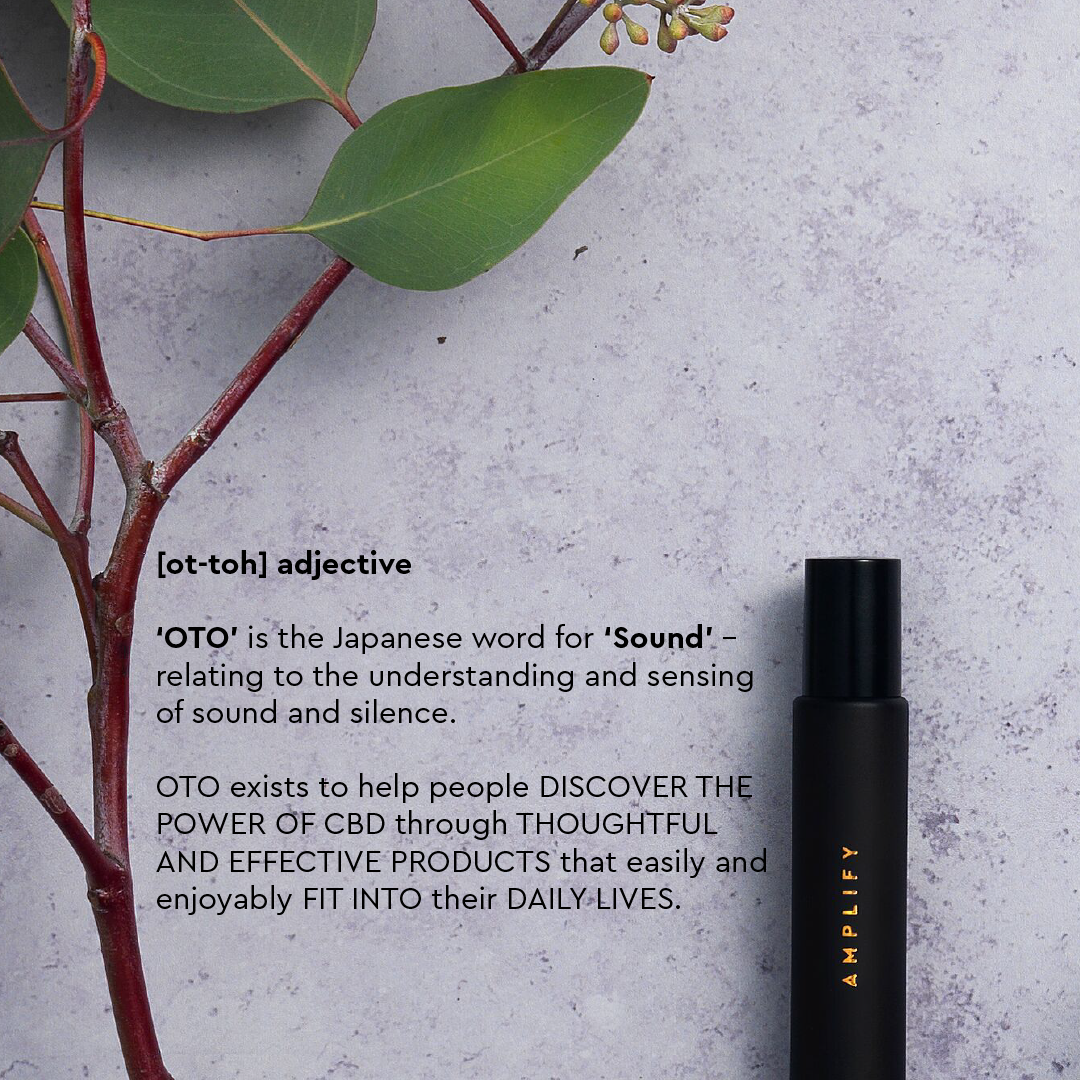 [ot-toh] adjective
‘OTO’ is the Japanese word for ‘Sound’ –
relating to the understanding and sensing
of sound and silence.
OTO exists to help people DISCOVER THE
POWER OF CBD through THOUGHTFUL
AND EFFECTIVE PRODUCTS that easily and
enjoyably FIT INTO their DAILY LIVES.
AMPLIFY